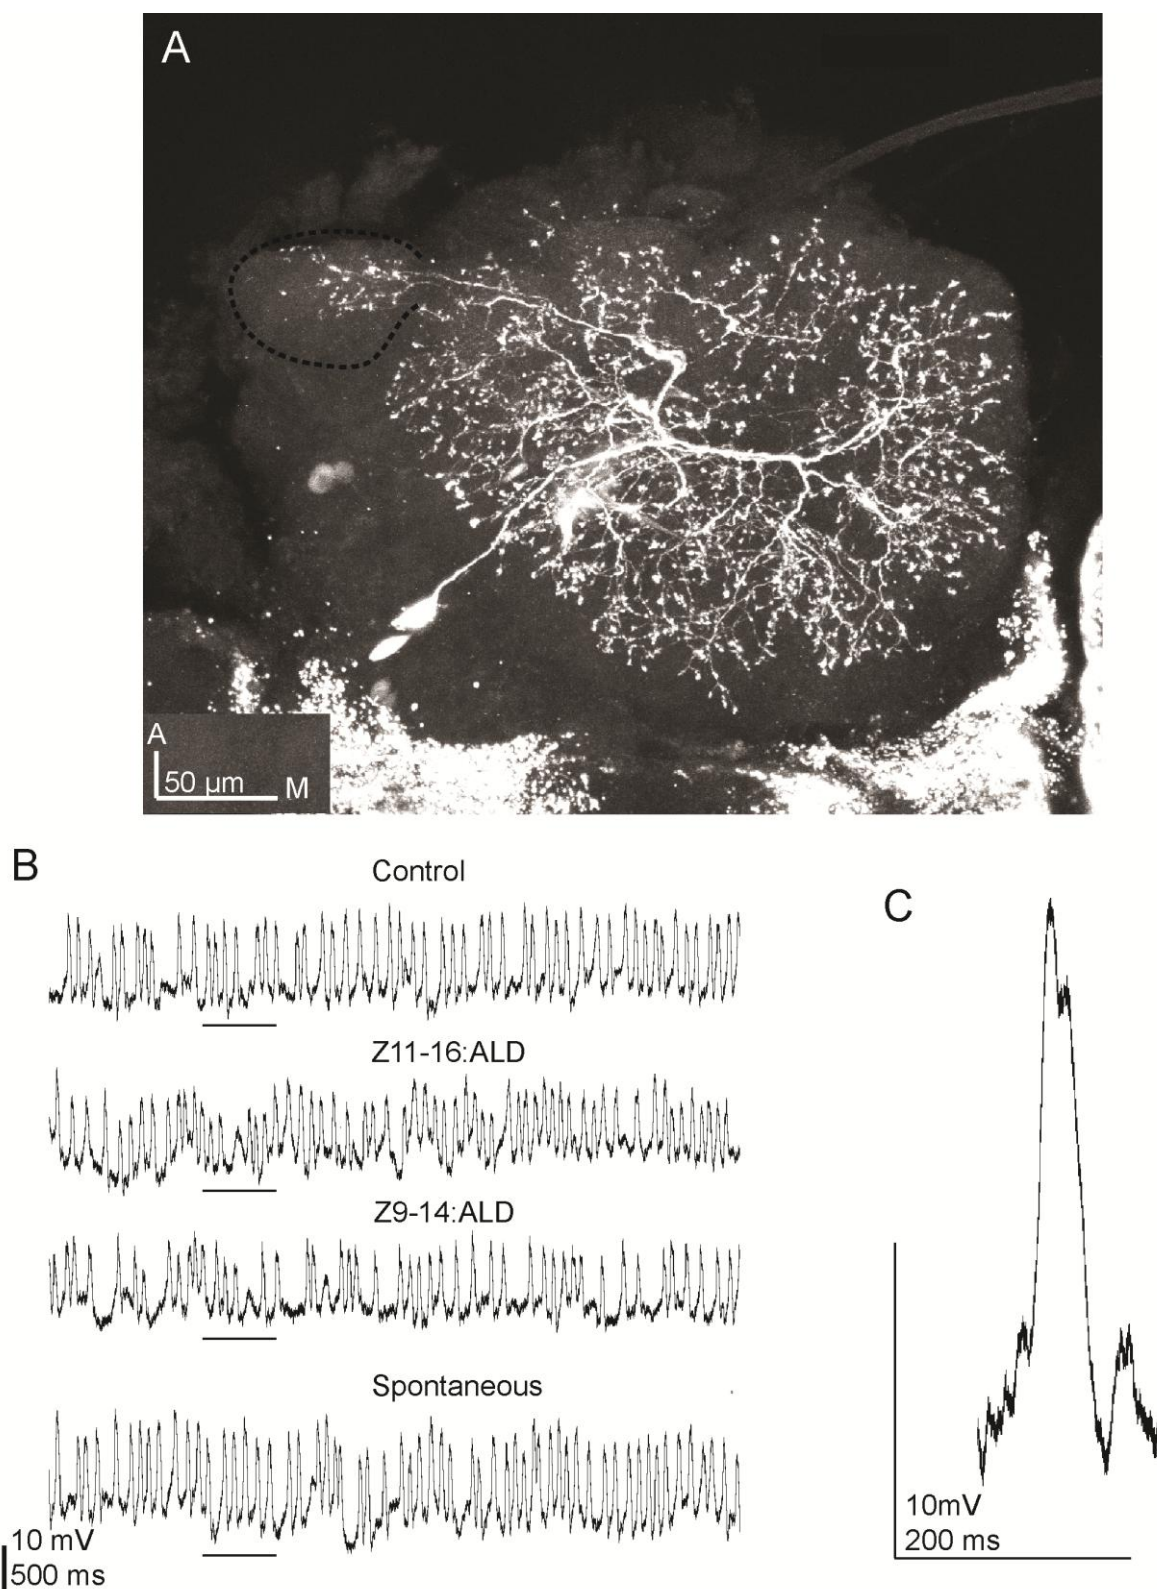 A
A
50 µm M
B
Control
C
Z11-16:ALD
Z9-14:ALD
Spontaneous
10 mV
500 ms
10mV
200 ms